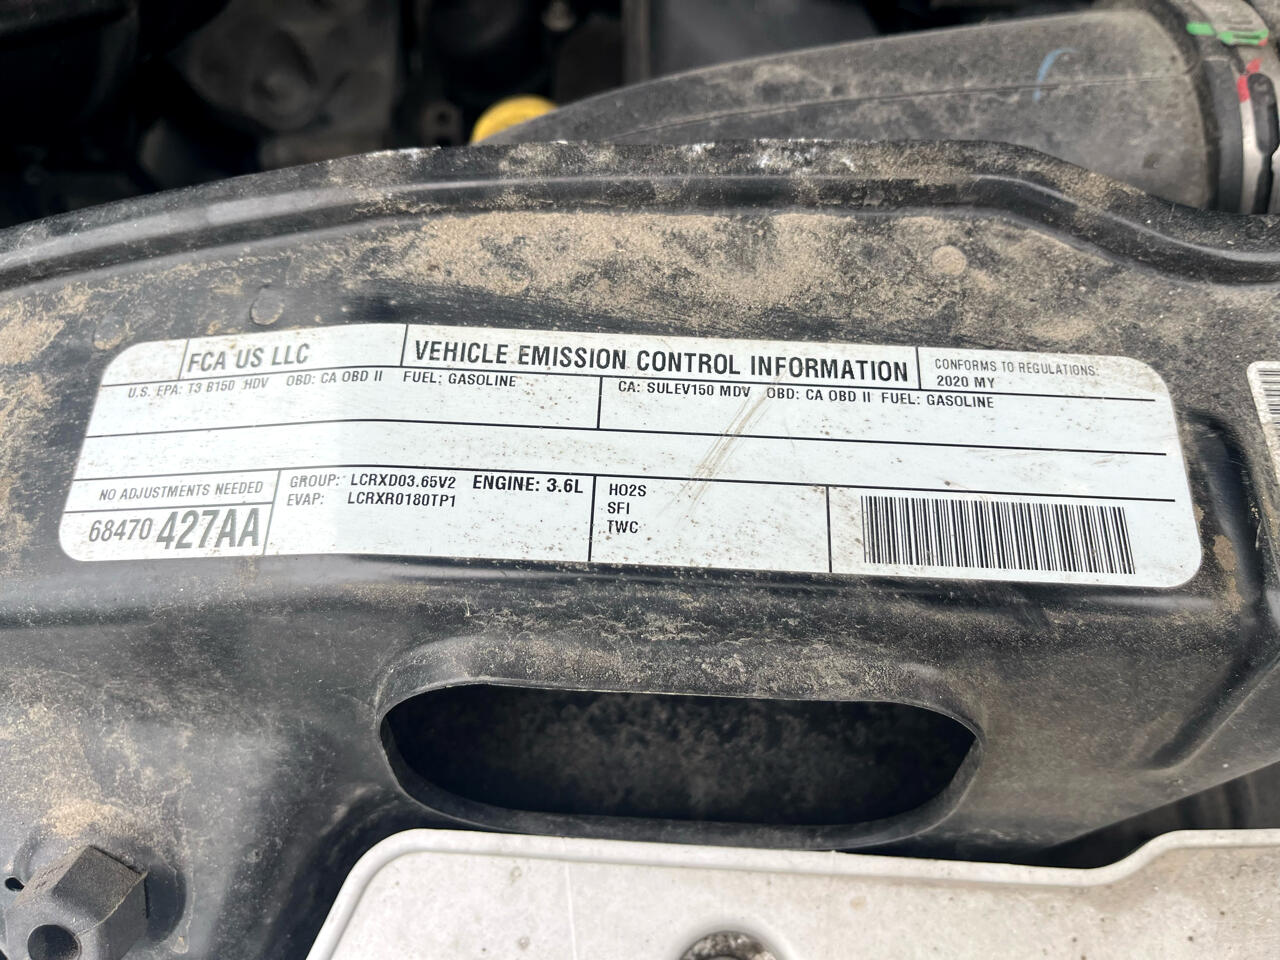 FCA US LLC
VEHICLE EMISSION CONTROL INFORMATION
CONFORMS TO REGULATIONS:
2020 MY
U.S. EPA: T3 B150 HDV OBD: CA OBD II FUEL: GASOLINE
CA: SULEV150 MDV OBD: CA OBD II FUEL: GASOLINE
NO ADJUSTMENTS NEEDED
68470 427AA
GROUP: LCRXD03.65V2 ENGINE: 3.6L
EVAP: LCRXR0180TP1
HO2S
SFI
TWC